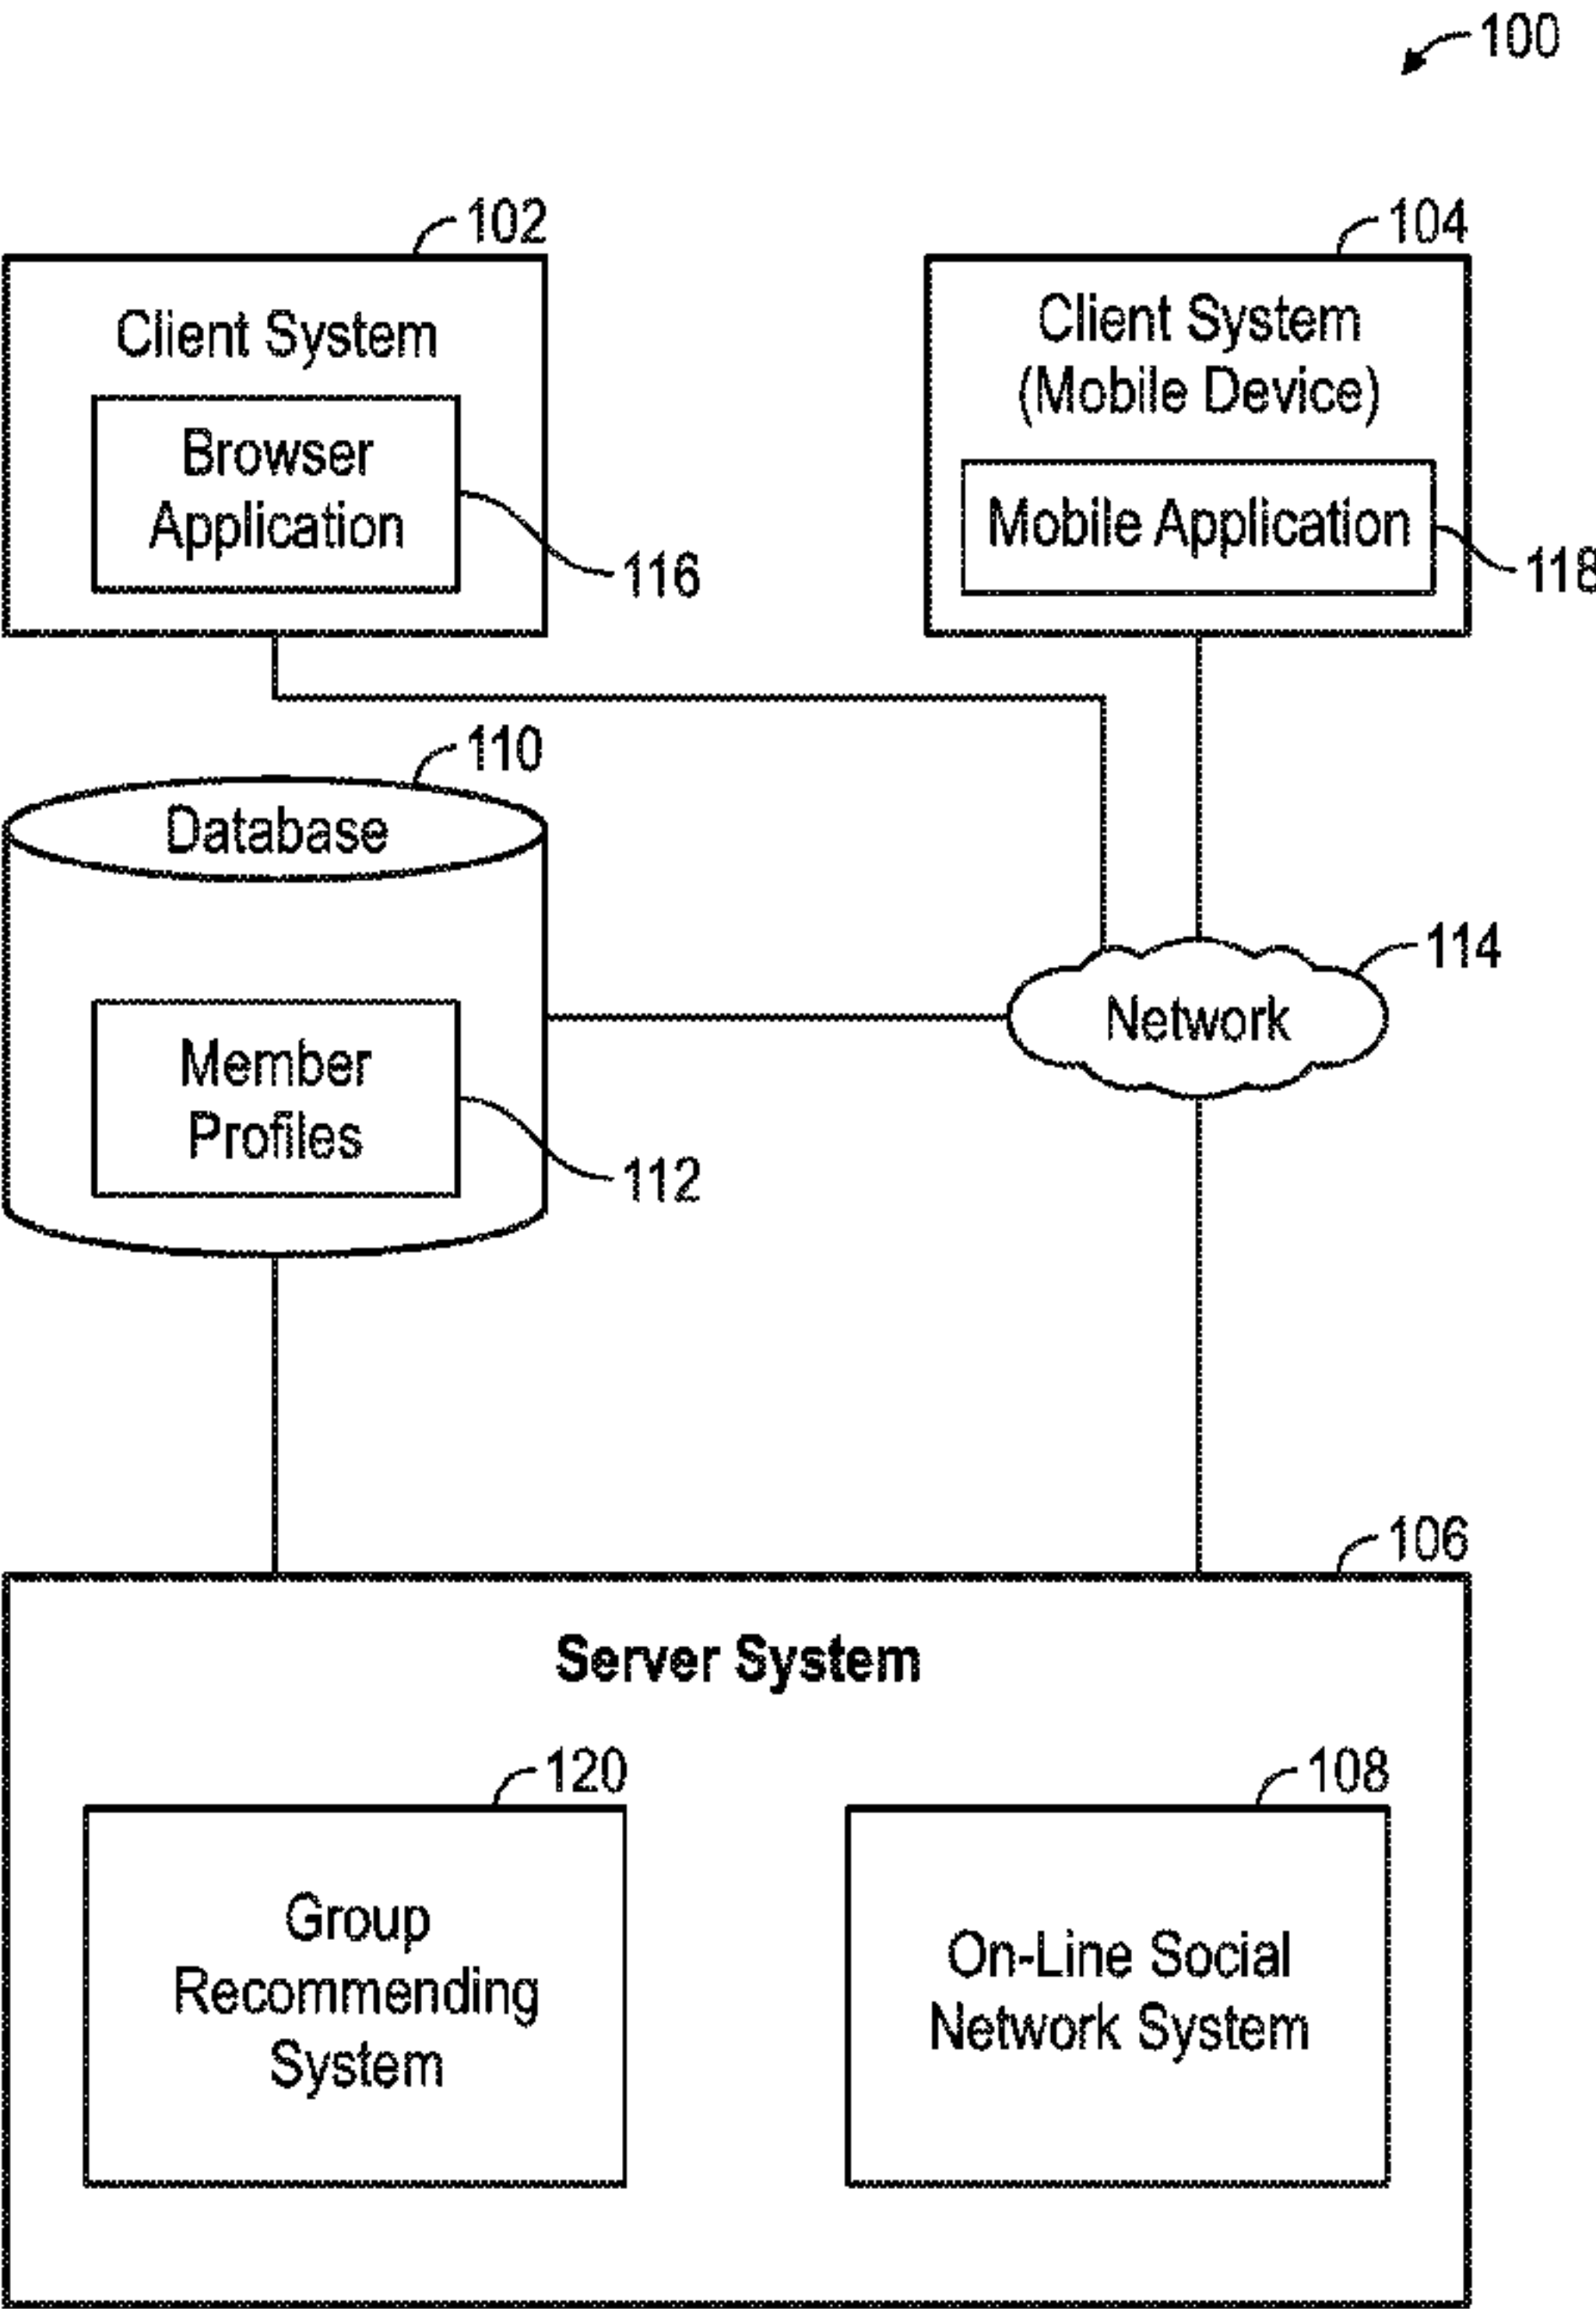 100
102
104
Client System
Browser
Application
116
Client System
(Mobile Device)
Mobile Application
118
110
Database
Member
Profiles
112
114
Network
106
Server System
120
108
Group
Recommending
System
On-Line Social
Network System